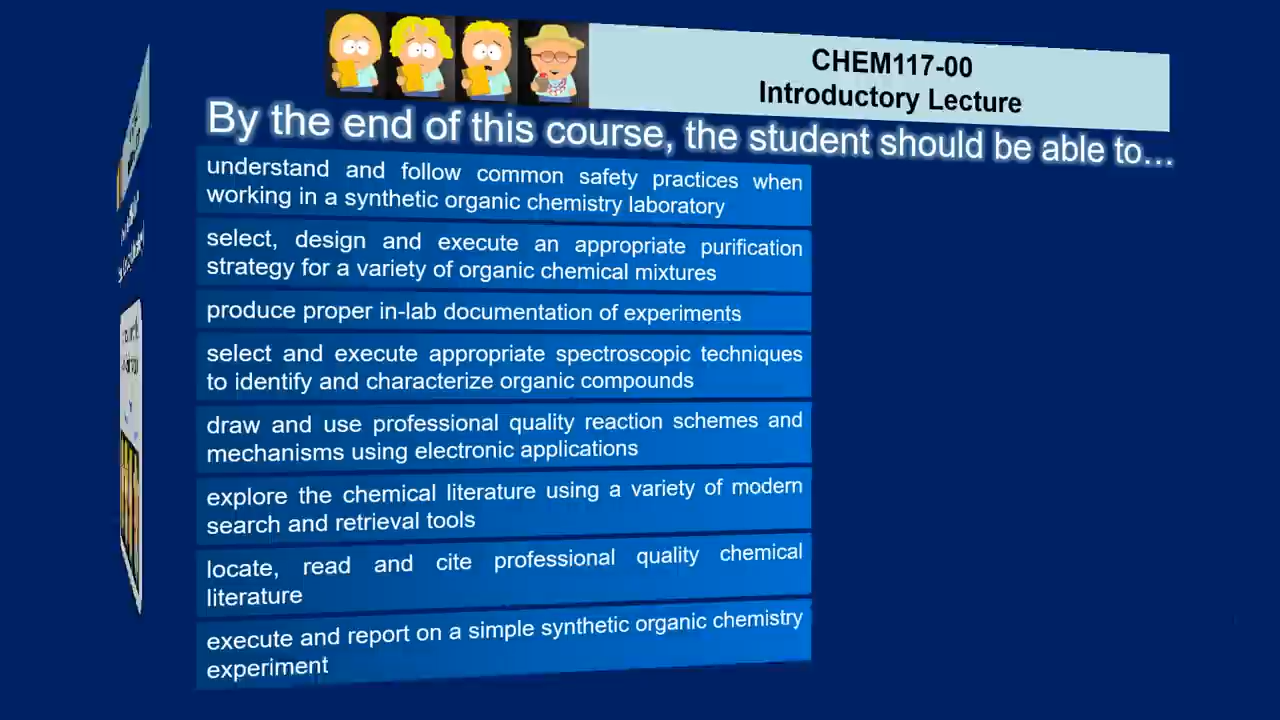 CHEM117-00
Introductory Lecture
By the end of this course, the student should be able to...
understand and follow common safety practices when
working in a synthetic organic chemistry laboratory
select, design and execute an appropriate purification
strategy for a variety of organic chemical mixtures
produce proper in-lab documentation of experiments
select and execute appropriate spectroscopic techniques
to identify and characterize organic compounds
draw and use professional quality reaction schemes and
mechanisms using electronic applications
explore the chemical literature using a variety of modern
search and retrieval tools
locate, read and cite professional quality chemical
literature
execute and report on a simple synthetic organic chemistry
experiment